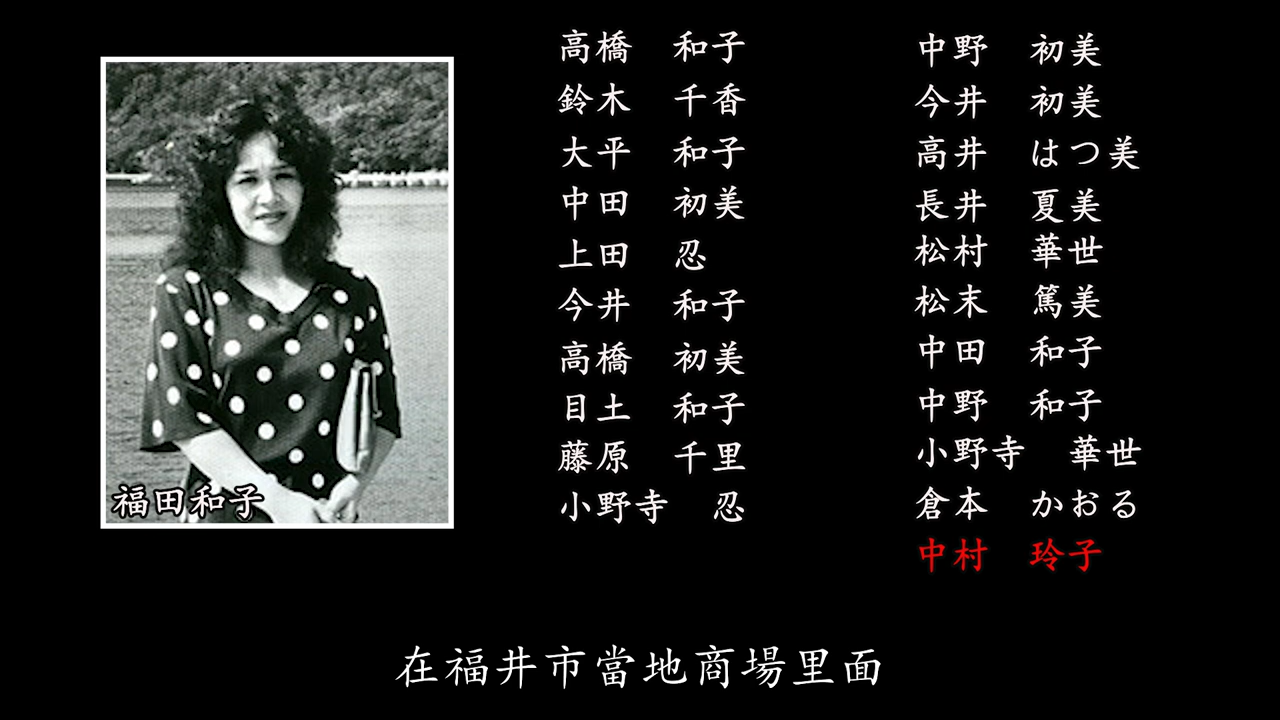 福田和子
高橋　和子
鈴木　千香
大平　和子
中田　初美
上田　忍
今井　和子
高橋　初美
目土　和子
藤原　千里
小野寺　忍
中野　初美
今井　初美
高井　はつ美
長井　夏美
松村　華世
松末　篤美
中田　和子
中野　和子
小野寺　華世
倉本　かおる
中村　玲子
在福井市當地商場里面